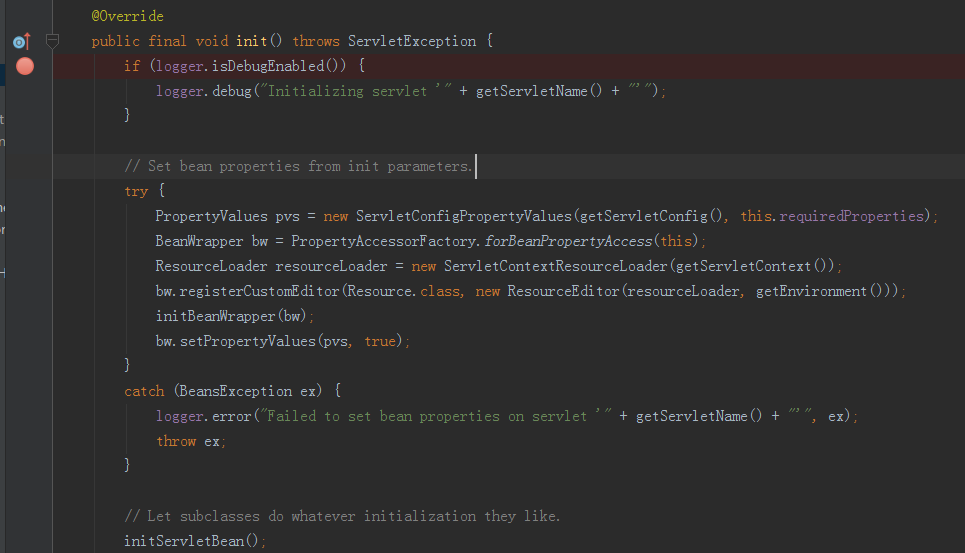 @Override
public final void init() throws ServletException {
if (logger.isDebugEnabled()) {
logger.debug("Initializing servlet '" + getServletName() + "'");
}
// Set bean properties from init parameters.
try {
PropertyValues pvs = new ServletConfigPropertyValues(getServletConfig(), this.requiredProperties);
BeanWrapper bw = PropertyAccessorFactory.forBeanPropertyAccess(this);
ResourceLoader resourceLoader = new ServletContextResourceLoader(getServletContext());
bw.registerCustomEditor(Resource.class, new ResourceEditor(resourceLoader, getEnvironment()));
initBeanWrapper(bw);
bw.setPropertyValues(pvs, true);
}
catch (BeansException ex) {
logger.error("Failed to set bean properties on servlet '" + getServletName() + "'", ex);
throw ex;
}
// Let subclasses do whatever initialization they like.
initServletBean();